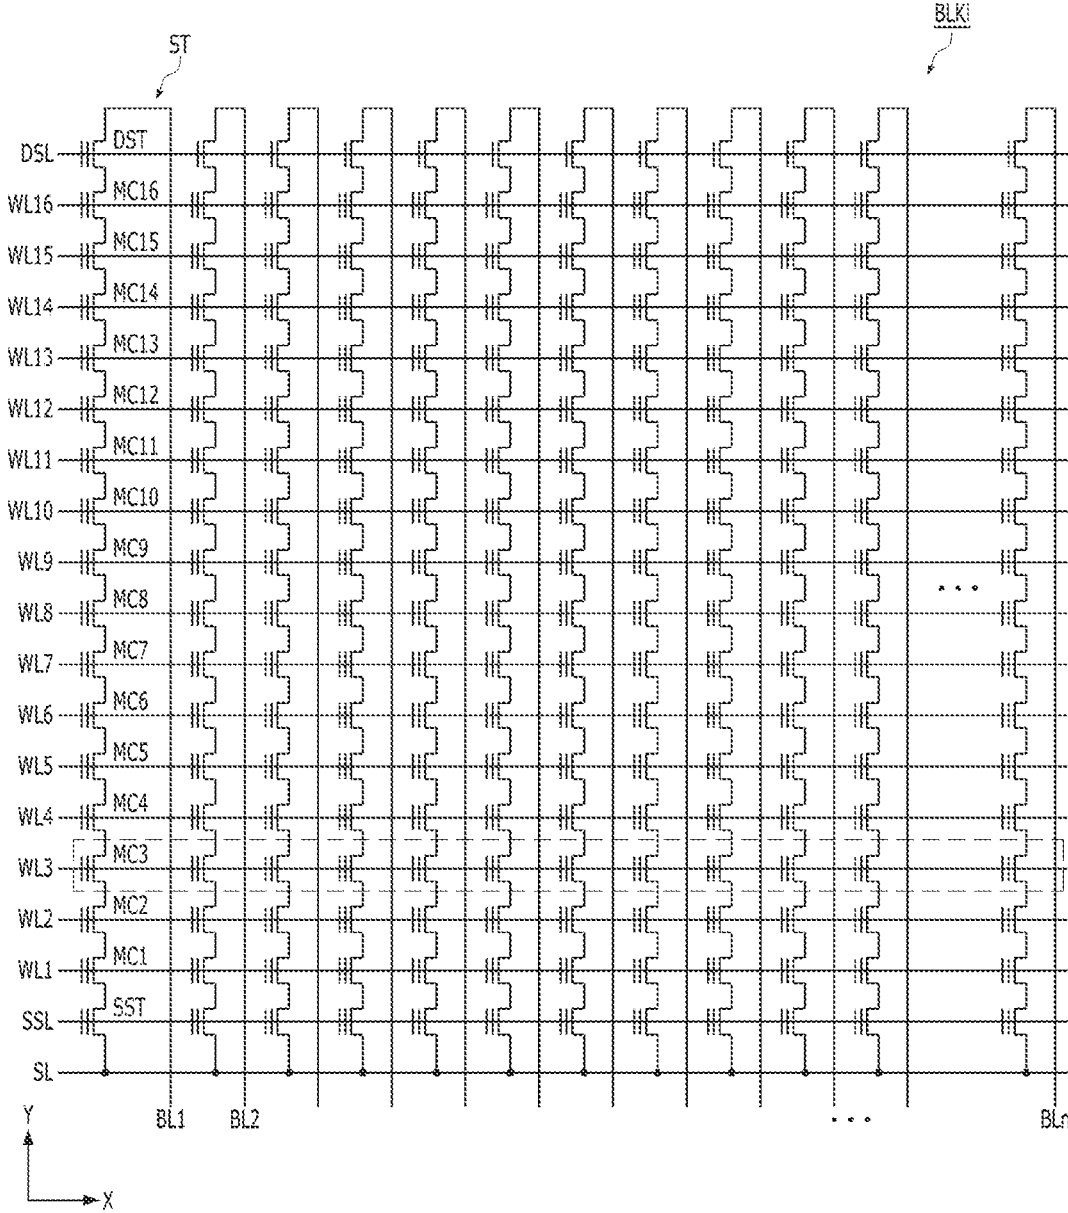 BLKi
ST
DSL DST
WL16 MC16
WL15 MC15
WL14 MC14
WL13 MC13
WL12 MC12
WL11 MC11
WL10 MC10
WL9 MC9
WL8 MC8
WL7 MC7
WL6 MC6
WL5 MC5
WL4 MC4
WL3 MC3
WL2 MC2
WL1 MC1
SSL SST
SL
BL1 BL2 ... BLn
Y
X